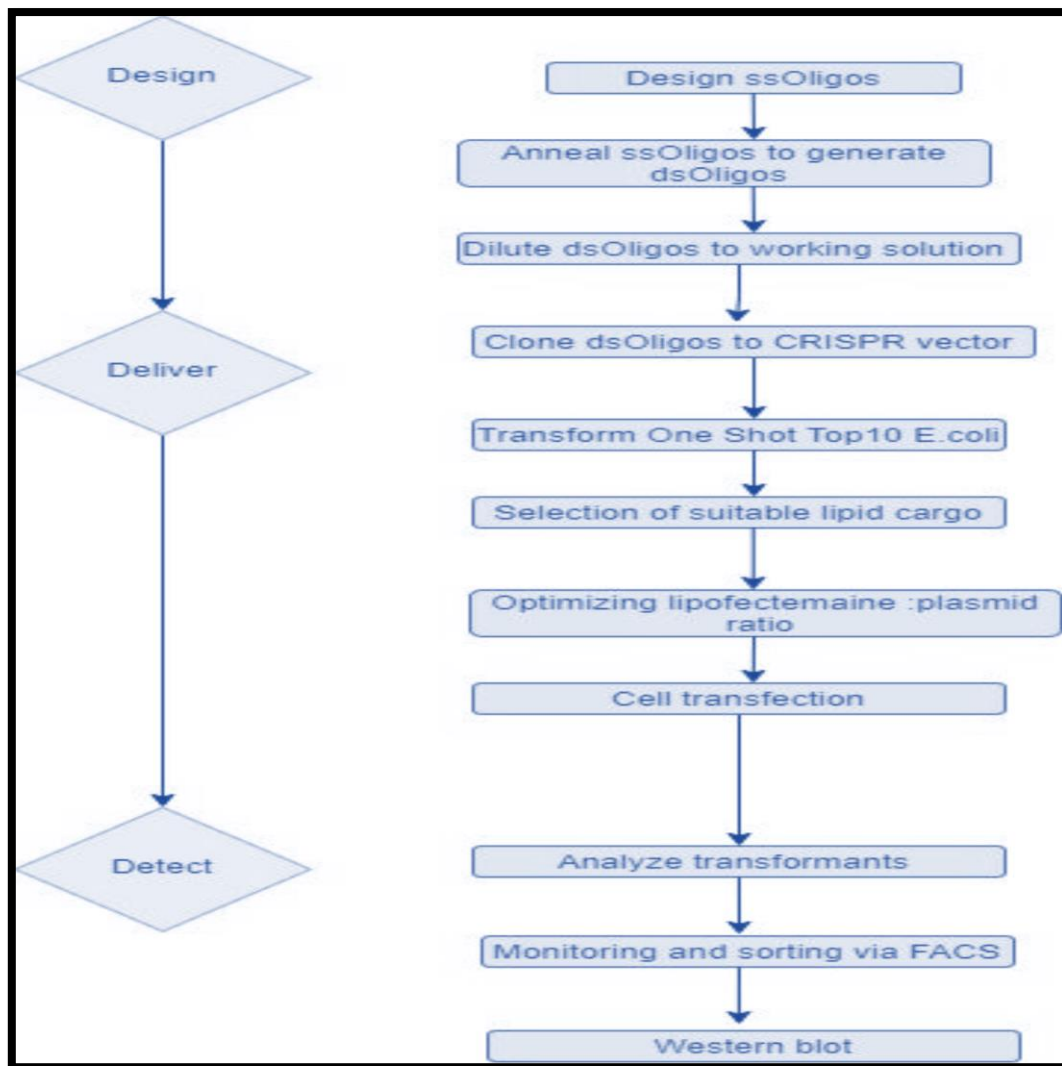 Design
Design ssOligos
Anneal ssOligos to generate
dsOligos
Dilute dsOligos to working solution
Clone dsOligos to CRISPR vector
Deliver
Transform One Shot Top10 E.coli
Selection of suitable lipid cargo
Optimizing lipofectemaine :plasmid
ratio
Cell transfection
Detect
Analyze transformants
Monitoring and sorting via FACS
Western blot